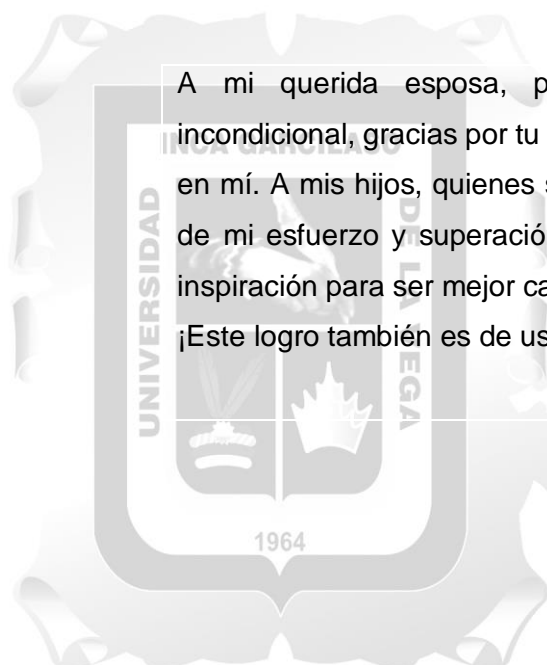 A mi querida esposa, p
incondicional, gracias por tu
INCA GARCILASO
en mí. A mis hijos, quienes s
de mi esfuerzo y superació
inspiración para ser mejor ca
¡Este logro también es de us
UNIVERSIDAD
DE LA VEGA
1964